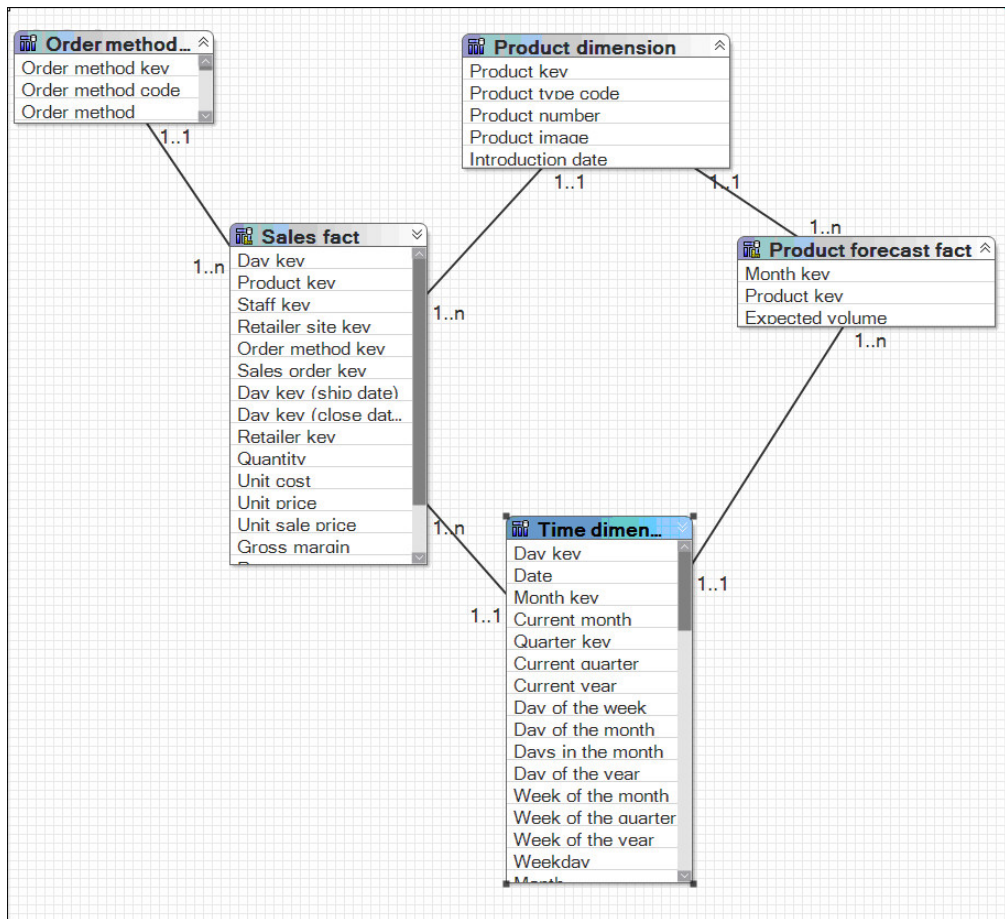 Order method...
Order method key
Order method code
Order method
1..1
Product dimension
Product key
Product type code
Product number
Product image
Introduction date
1..1
1..1
Sales fact
Day key
Product key
Staff key
Retailer site key
Order method key
Sales order key
Day key (ship date)
Day key (close dat...
Retailer key
Quantity
Unit cost
Unit price
Unit sale price
Gross margin
1..n
1..n
1..n
1..n
Product forecast fact
Month key
Product key
Expected volume
1..n
Time dimen...
Day key
Date
Month key
Current month
Quarter key
Current quarter
Current year
Day of the week
Day of the month
Days in the month
Day of the year
Week of the month
Week of the quarter
Week of the year
Weekday
Month
1..1
1..1